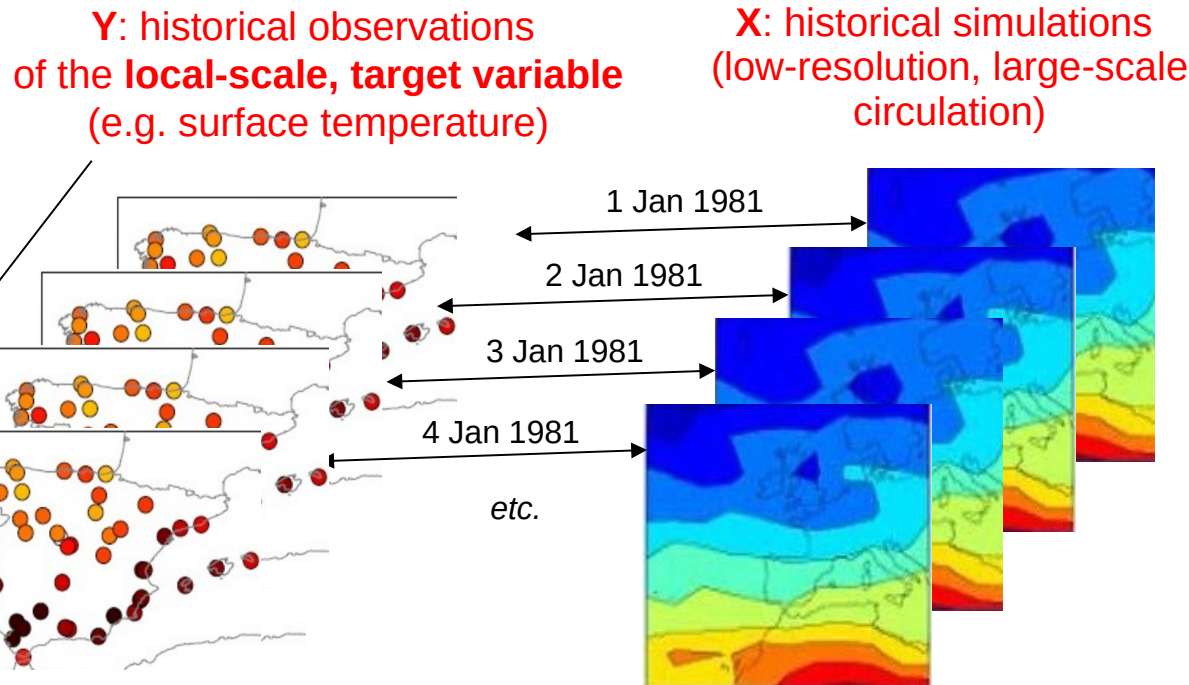 Y: historical observations
of the local-scale, target variable
(e.g. surface temperature)
X: historical simulations
(low-resolution, large-scale
circulation)
1 Jan 1981
2 Jan 1981
3 Jan 1981
4 Jan 1981
etc.